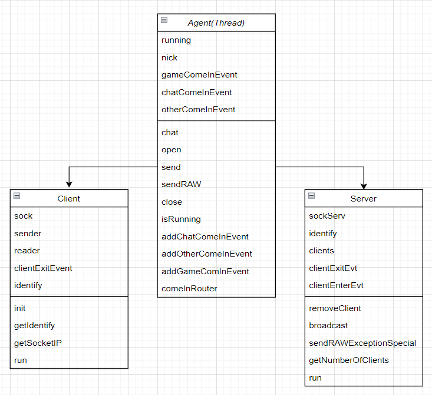 Agent(Thread)
running
nick
gameComeInEvent
chatComeInEvent
otherComeInEvent
chat
open
send
sendRAW
close
isRunning
addChatComeInEvent
addOtherComeInEvent
addGameComInEvent
comeInRouter
Client
sock
sender
reader
clientExitEvent
identify
init
getIdentify
getSocketIP
run
Server
sockServ
identify
clients
clientExitEvt
clientEnterEvt
removeClient
broadcast
sendRAWExceptionSpecial
getNumberOfClients
run